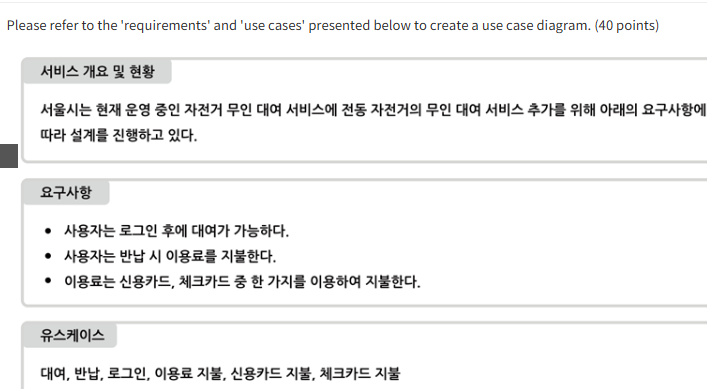 Please refer to the 'requirements' and 'use cases' presented below to create a use case diagram. (40 points)
서비스 개요 및 현황
서울시는 현재 운영 중인 자전거 무인 대여 서비스에 전동 자전거의 무인 대여 서비스 추가를 위해 아래의 요구사항에
따라 설계를 진행하고 있다.
요구사항
• 사용자는 로그인 후에 대여가 가능하다.
• 사용자는 반납 시 이용료를 지불한다.
• 이용료는 신용카드, 체크카드 중 한 가지를 이용하여 지불한다.
유스케이스
대여, 반납, 로그인, 이용료 지불, 신용카드 지불, 체크카드 지불